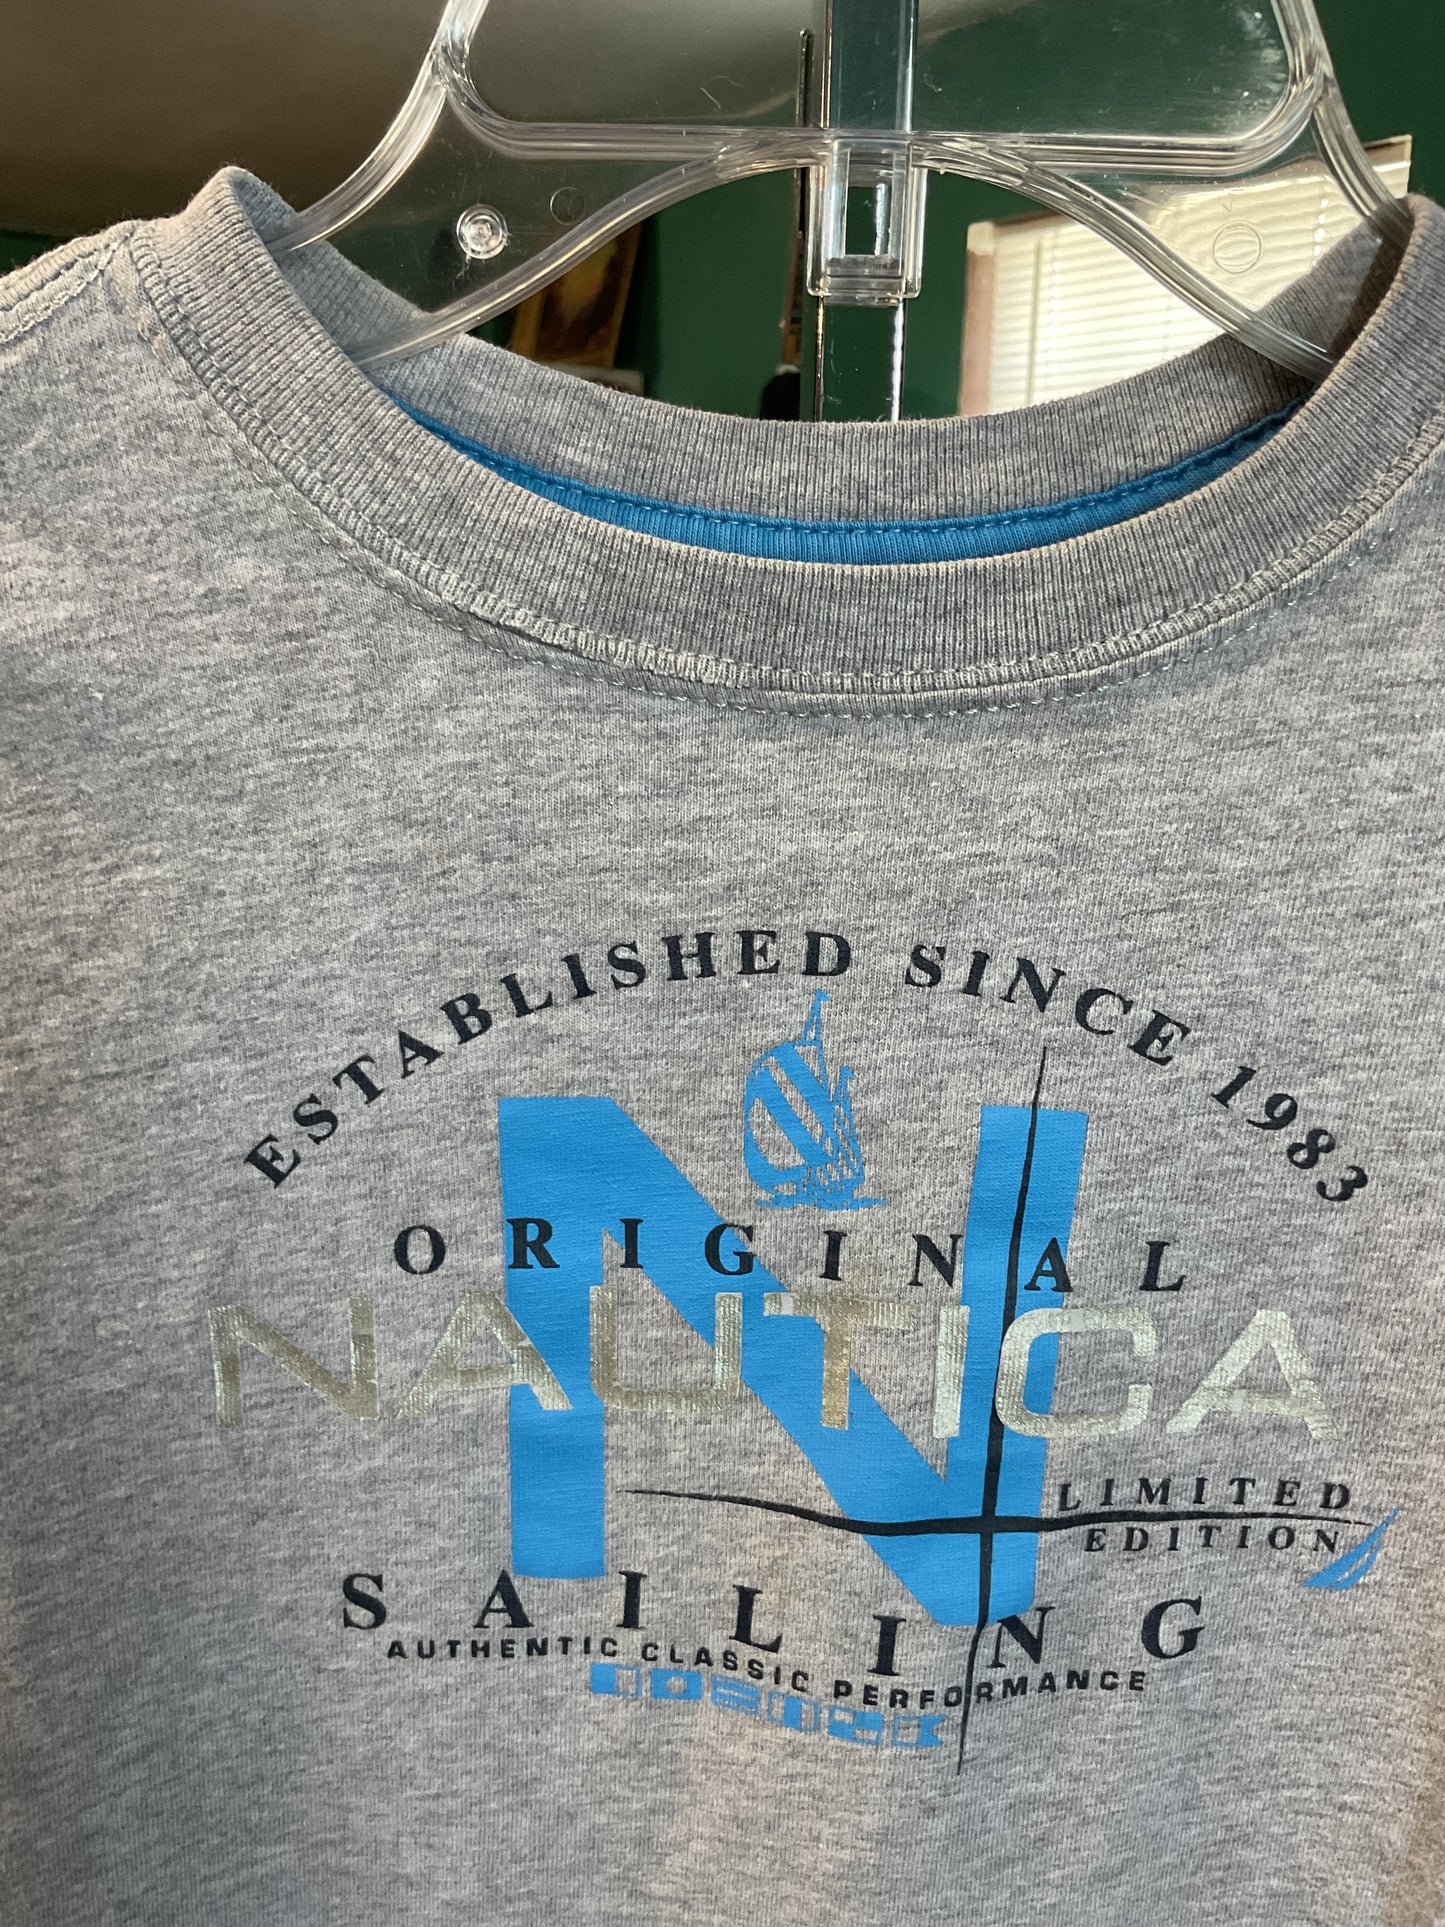 ESTABLISHED SINCE 1983
ORIGINAL
N
NAUTICA
LIMITED
EDITION
SAILING
AUTHENTIC CLASSIC PERFORMANCE